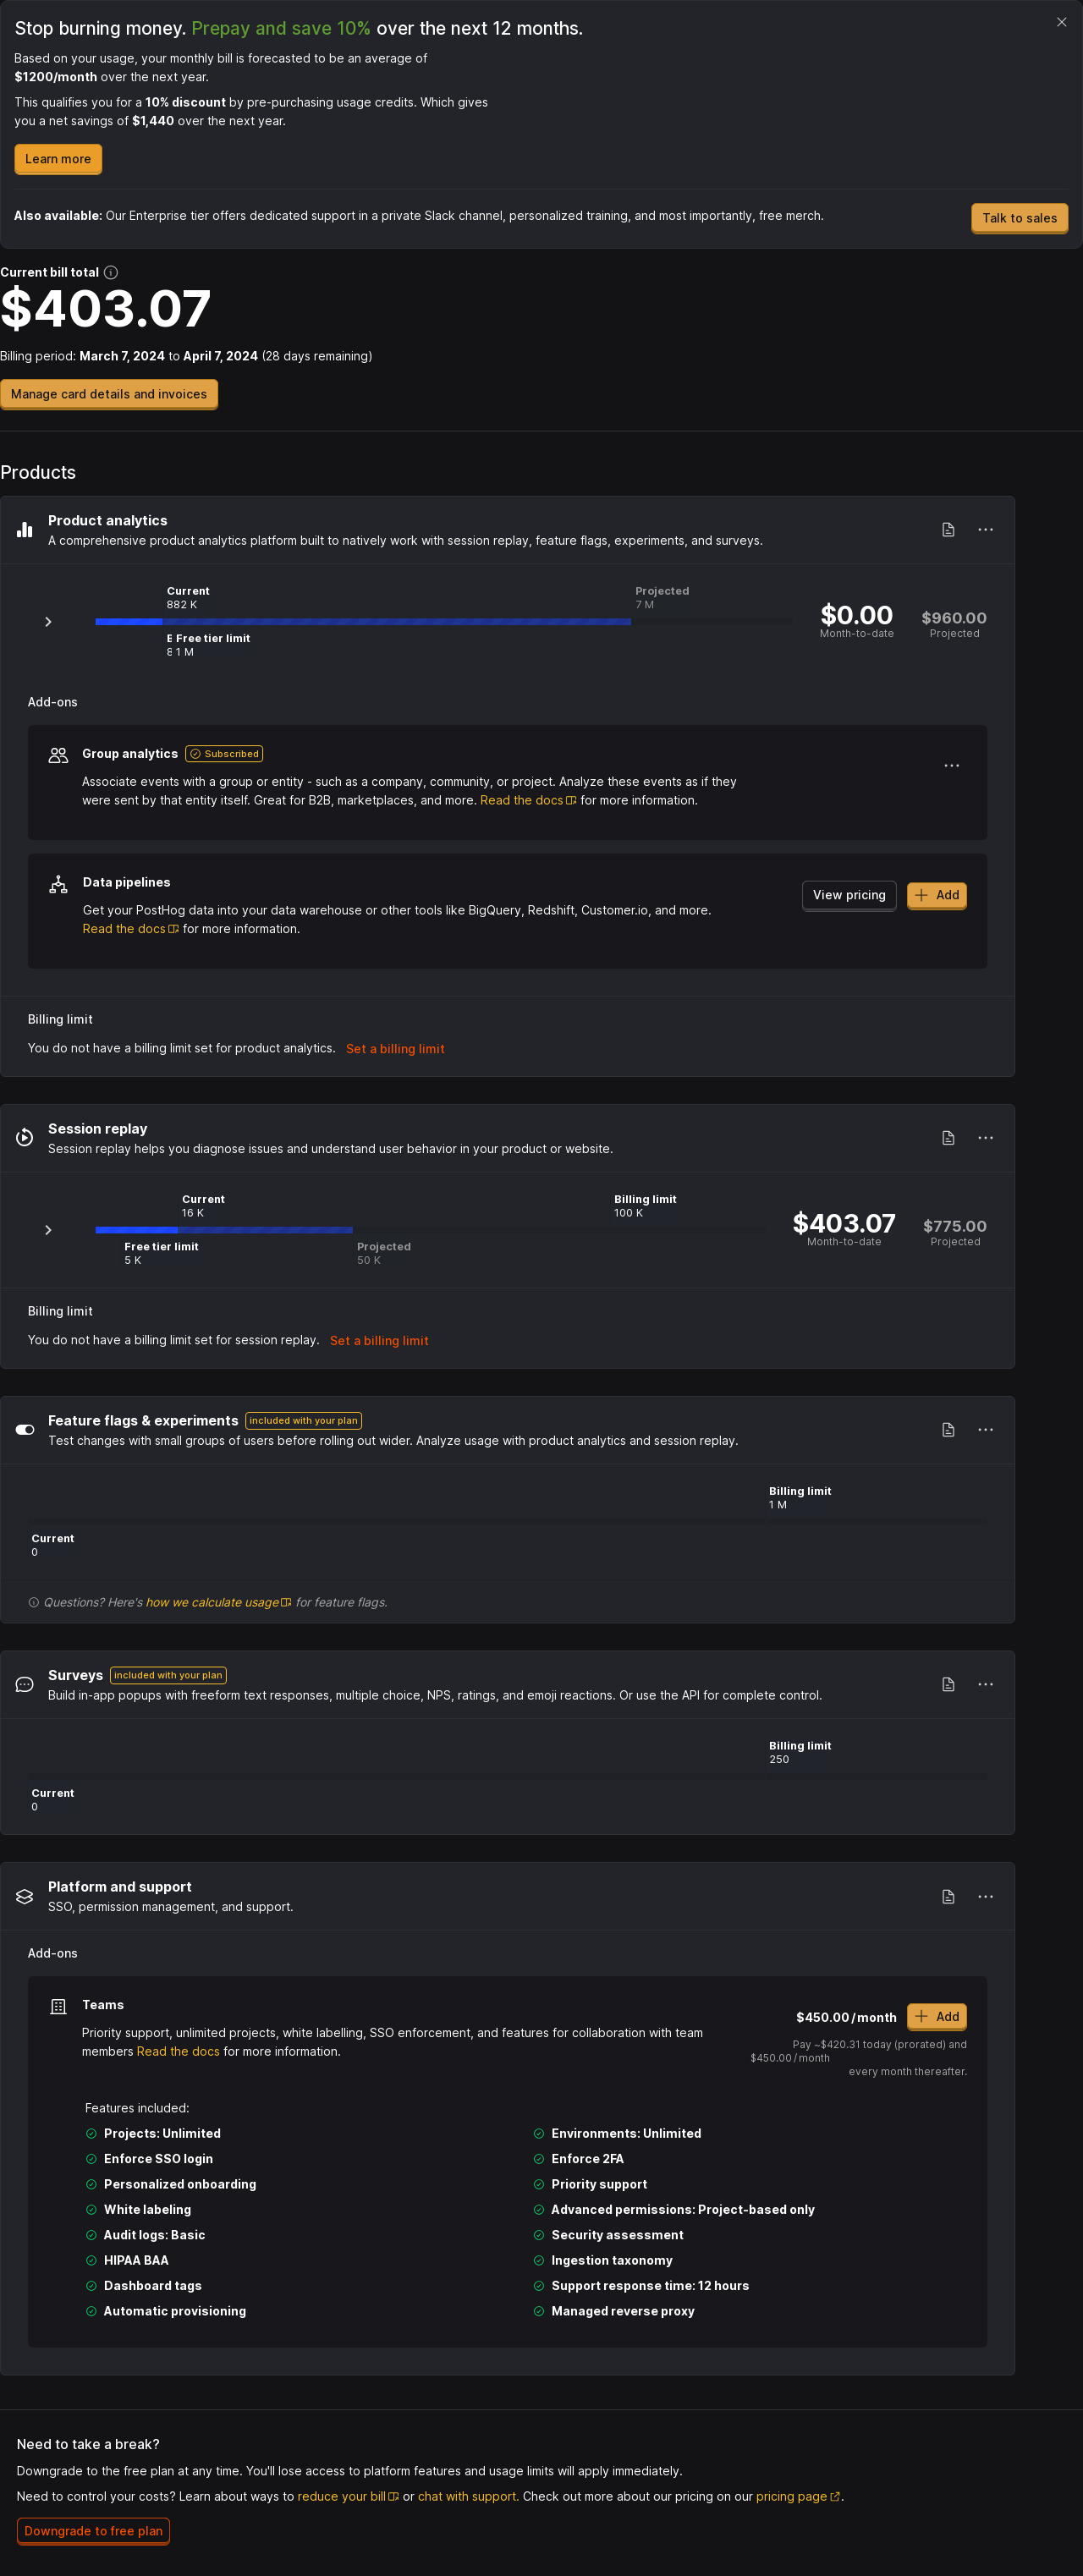 Stop burning money. Prepay and save 10% over the next 12 months.
Based on your usage, your monthly bill is forecasted to be an average of
$1200/month over the next year.
This qualifies you for a 10% discount by pre-purchasing usage credits. Which gives
you a net savings of $1,440 over the next year.
Learn more
Also available: Our Enterprise tier offers dedicated support in a private Slack channel, personalized training, and most importantly, free merch.
Talk to sales
Current bill total
$403.07
Billing period: March 7, 2024 to April 7, 2024 (28 days remaining)
Manage card details and invoices
Products
Product analytics
A comprehensive product analytics platform built to natively work with session replay, feature flags, experiments, and surveys.
Current
882 K
Projected
7 M
Free tier limit
1 M
$0.00
Month-to-date
$960.00
Projected
Add-ons
Group analytics Subscribed
Associate events with a group or entity - such as a company, community, or project. Analyze these events as if they
were sent by that entity itself. Great for B2B, marketplaces, and more. Read the docs for more information.
Data pipelines
Get your PostHog data into your data warehouse or other tools like BigQuery, Redshift, Customer.io, and more.
Read the docs for more information.
View pricing
Add
Billing limit
You do not have a billing limit set for product analytics. Set a billing limit
Session replay
Session replay helps you diagnose issues and understand user behavior in your product or website.
Current
16 K
Billing limit
100 K
Free tier limit
5 K
Projected
50 K
$403.07
Month-to-date
$775.00
Projected
Billing limit
You do not have a billing limit set for session replay. Set a billing limit
Feature flags & experiments included with your plan
Test changes with small groups of users before rolling out wider. Analyze usage with product analytics and session replay.
Billing limit
1 M
Current
0
Questions? Here's how we calculate usage for feature flags.
Surveys included with your plan
Build in-app popups with freeform text responses, multiple choice, NPS, ratings, and emoji reactions. Or use the API for complete control.
Billing limit
250
Current
0
Platform and support
SSO, permission management, and support.
Add-ons
Teams
Priority support, unlimited projects, white labelling, SSO enforcement, and features for collaboration with team
members Read the docs for more information.
$450.00/month
Add
Pay ~$420.31 today (prorated) and
$450.00/month
every month thereafter.
Features included:
Projects: Unlimited
Environments: Unlimited
Enforce SSO login
Enforce 2FA
Personalized onboarding
Priority support
White labeling
Advanced permissions: Project-based only
Audit logs: Basic
Security assessment
HIPAA BAA
Ingestion taxonomy
Dashboard tags
Support response time: 12 hours
Automatic provisioning
Managed reverse proxy
Need to take a break?
Downgrade to the free plan at any time. You'll lose access to platform features and usage limits will apply immediately.
Need to control your costs? Learn about ways to reduce your bill or chat with support. Check out more about our pricing on our pricing page.
Downgrade to free plan